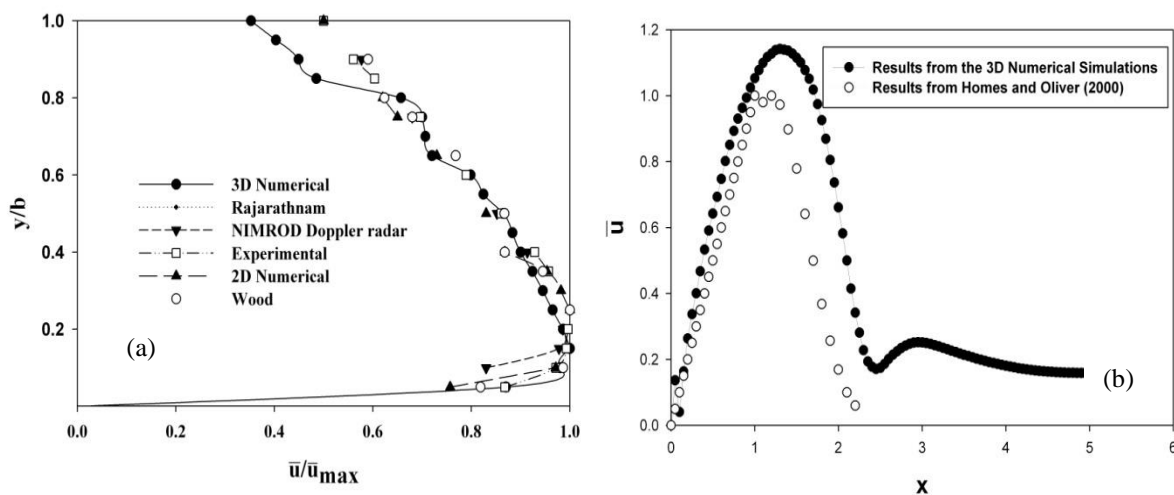 1.0
0.8
0.6
0.4
0.2
y/b
3D Numerical
Rajarathnam
NIMROD Doppler radar
Experimental
2D Numerical
Wood
(a)
0.0 0.2 0.4 0.6 0.8 1.0
u̅/u̅max
1.2
1.0
0.8
0.6
0.4
0.2
0.0
u̅
Results from the 3D Numerical Simulations
Results from Homes and Oliver (2000)
(b)
0 1 2 3 4 5 6
X